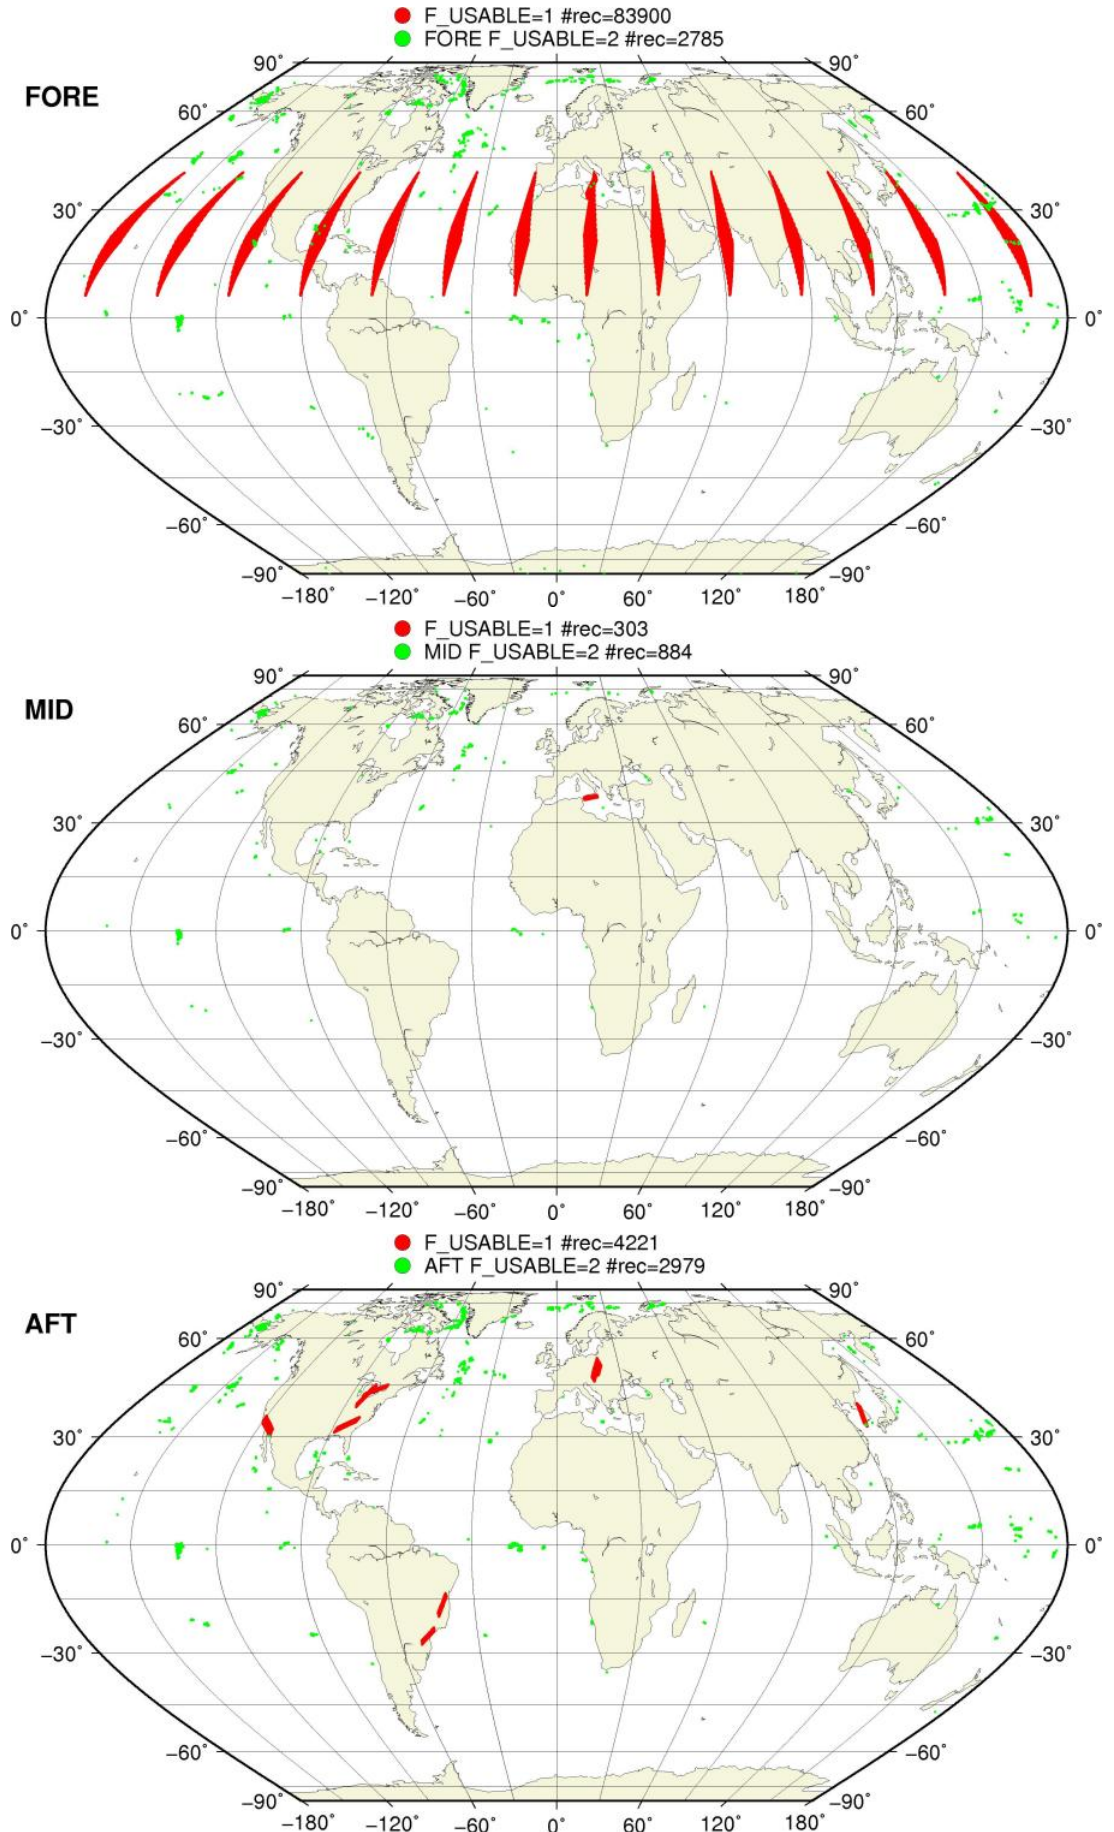 F_USABLE=1 #rec=83900
FORE F_USABLE=2 #rec=2785
FORE
90° 90°
60° 60°
30° 30°
0° 0°
−30° −30°
−60° −60°
−90° −90°
−180° −120° −60° 0° 60° 120° 180°
F_USABLE=1 #rec=303
MID F_USABLE=2 #rec=884
MID
90° 90°
60° 60°
30° 30°
0° 0°
−30° −30°
−60° −60°
−90° −90°
−180° −120° −60° 0° 60° 120° 180°
F_USABLE=1 #rec=4221
AFT F_USABLE=2 #rec=2979
AFT
90° 90°
60° 60°
30° 30°
0° 0°
−30° −30°
−60° −60°
−90° −90°
−180° −120° −60° 0° 60° 120° 180°